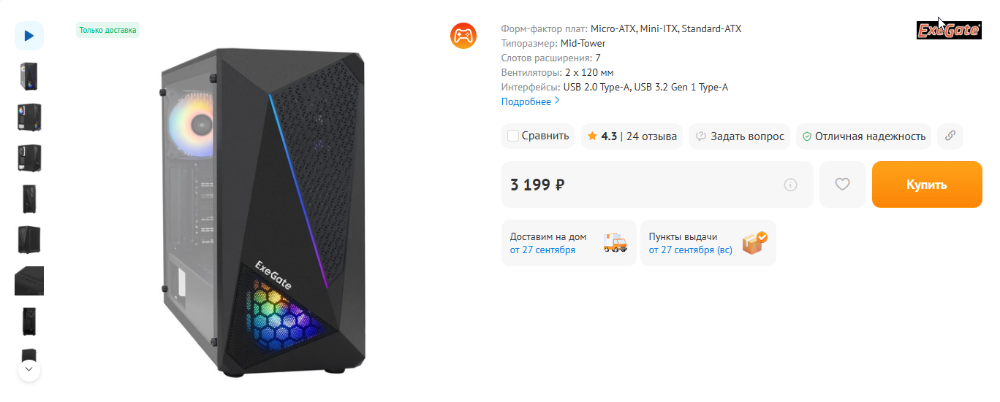 Только доставка
ExeGate
Форм-фактор плат: Micro-ATX, Mini-ITX, Standard-ATX
Типоразмер: Mid-Tower
Слотов расширения: 7
Вентиляторы: 2 x 120 мм
Интерфейсы: USB 2.0 Type-A, USB 3.2 Gen 1 Type-A
Подробнее
ExeGate
Сравнить
4.3 | 24 отзыва
Задать вопрос
Отличная надежность
3 199 ₽
Купить
Доставим на дом
от 27 сентября
Пункты выдачи
от 27 сентября (вс)